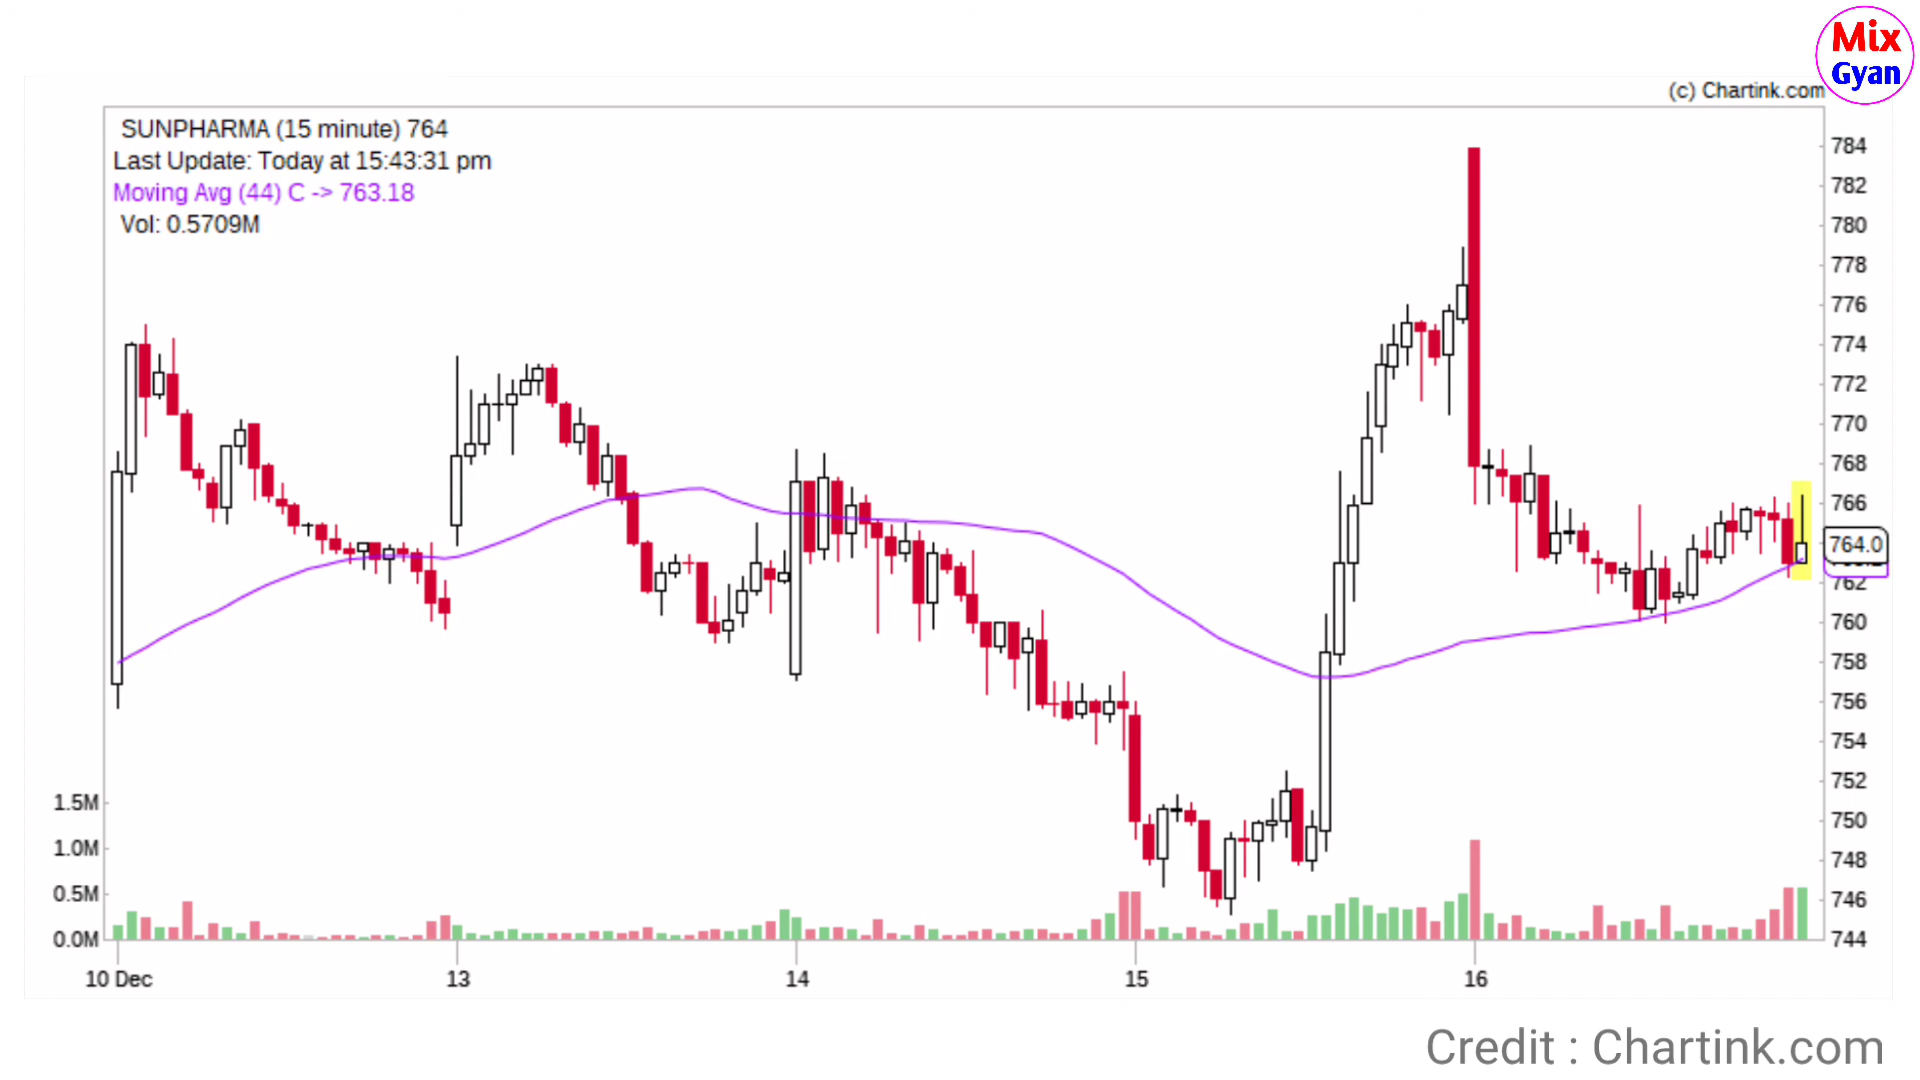 Mix
Gyan
(c) Chartink.com
SUNPHARMA (15 minute) 764
Last Update: Today at 15:43:31 pm
Moving Avg (44) C -> 763.18
Vol: 0.5709M
784
782
780
778
776
774
772
770
768
766
764.0
762
760
758
756
754
752
750
748
746
744
1.5M
1.0M
0.5M
0.0M
10 Dec
13
14
15
16
Credit : Chartink.com